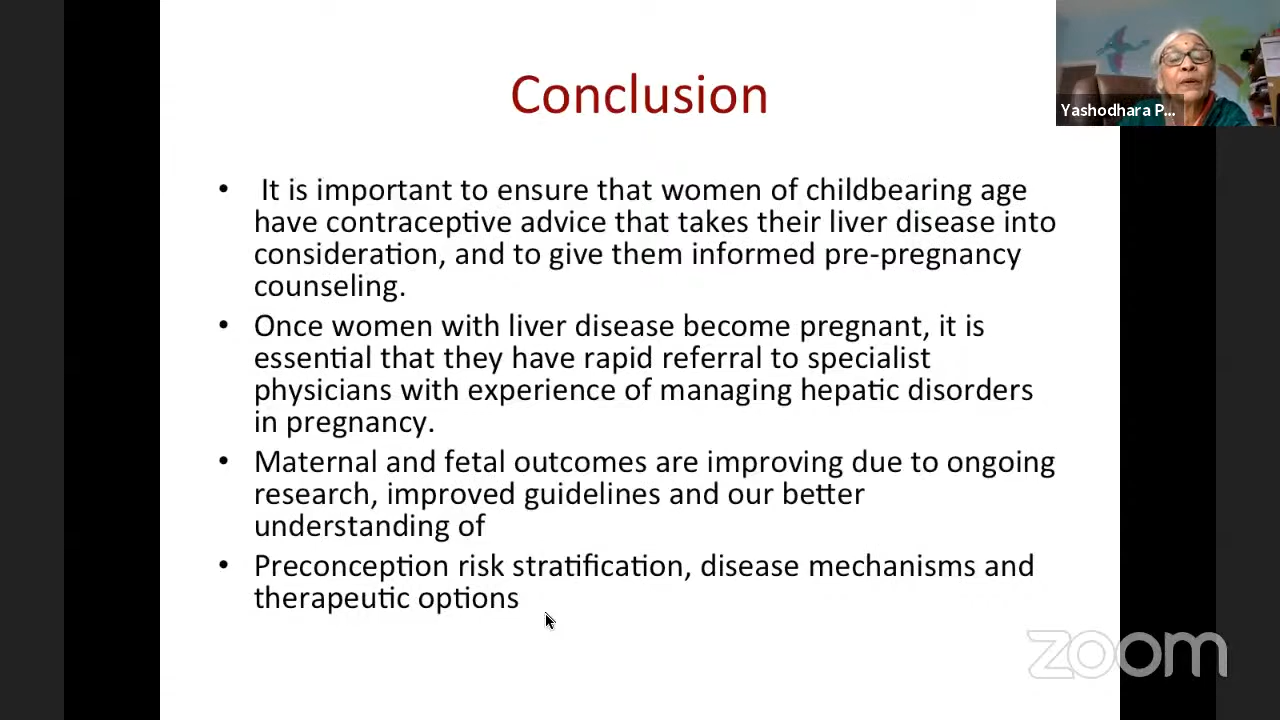 Conclusion
Yashodhara P...
• It is important to ensure that women of childbearing age
have contraceptive advice that takes their liver disease into
consideration, and to give them informed pre-pregnancy
counseling.
• Once women with liver disease become pregnant, it is
essential that they have rapid referral to specialist
physicians with experience of managing hepatic disorders
in pregnancy.
• Maternal and fetal outcomes are improving due to ongoing
research, improved guidelines and our better
understanding of
• Preconception risk stratification, disease mechanisms and
therapeutic options
zoom